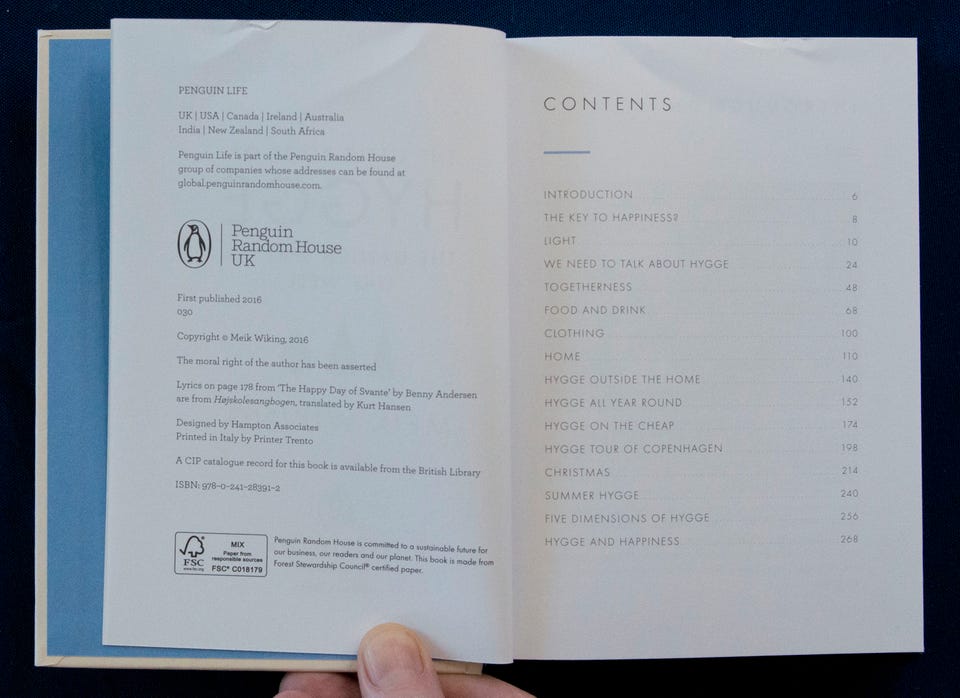 PENGUIN LIFE
UK | USA | Canada | Ireland | Australia
India | New Zealand | South Africa
Penguin Life is part of the Penguin Random House
group of companies whose addresses can be found at
global.penguinrandomhouse.com.
Penguin
Random House
UK
First published 2016
030
Copyright © Meik Wiking, 2016
The moral right of the author has been asserted
Lyrics on page 178 from 'The Happy Day of Svante' by Benny Andersen
are from Højskolesangbogen, translated by Kurt Hansen
Designed by Hampton Associates
Printed in Italy by Printer Trento
A CIP catalogue record for this book is available from the British Library
ISBN: 978-0-241-28391-2
FSC
www.fsc.org
MIX
Paper from
responsible sources
FSC® C018179
Penguin Random House is committed to a sustainable future for
our business, our readers and our planet. This book is made from
Forest Stewardship Council® certified paper.
CONTENTS
INTRODUCTION 6
THE KEY TO HAPPINESS? 8
LIGHT 10
WE NEED TO TALK ABOUT HYGGE 24
TOGETHERNESS 48
FOOD AND DRINK 68
CLOTHING 100
HOME 110
HYGGE OUTSIDE THE HOME 140
HYGGE ALL YEAR ROUND 152
HYGGE ON THE CHEAP 174
HYGGE TOUR OF COPENHAGEN 198
CHRISTMAS 214
SUMMER HYGGE 240
FIVE DIMENSIONS OF HYGGE 256
HYGGE AND HAPPINESS 268